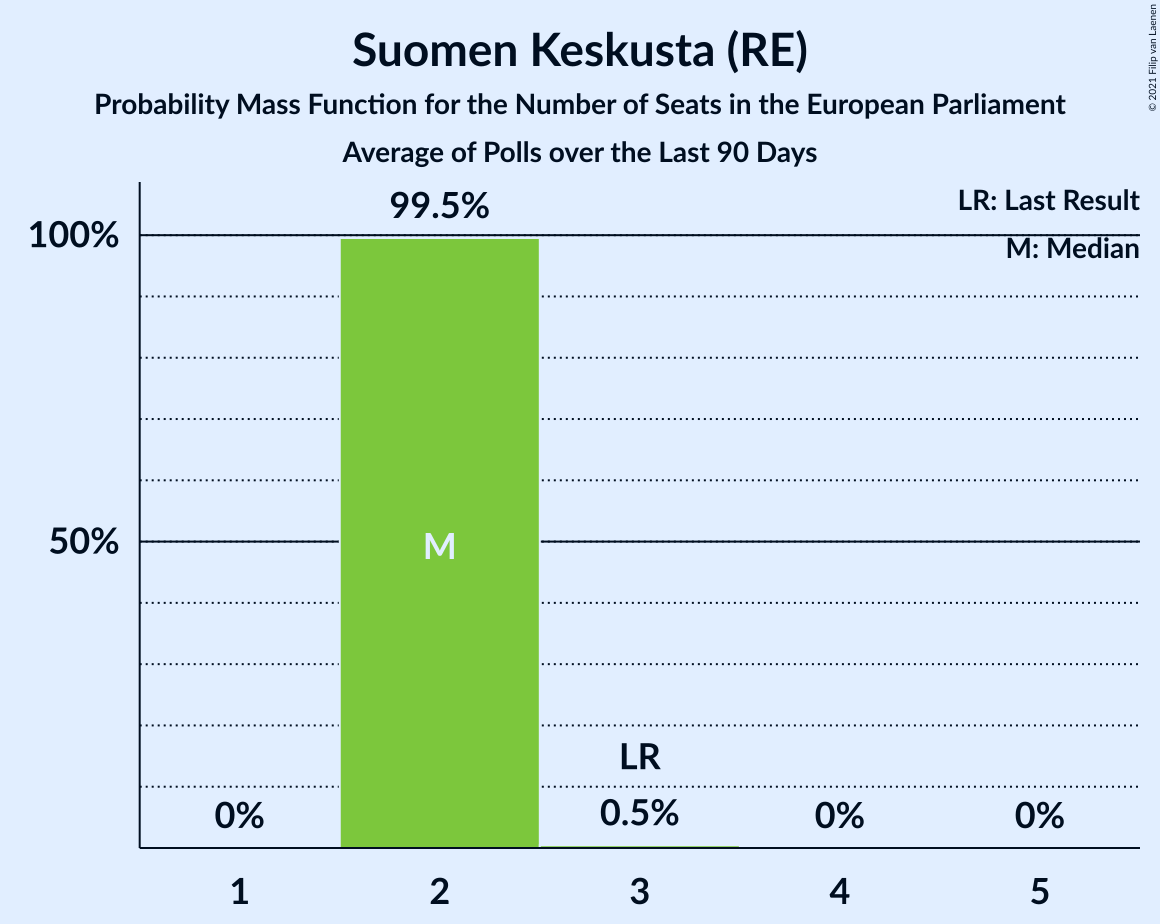 Suomen Keskusta (RE)
Probability Mass Function for the Number of Seats in the European Parliament
Average of Polls over the Last 90 Days
© 2021 Filip van Laenen
LR: Last Result
M: Median
99.5%
100%
50%
M
LR
0%
0.5%
0%
0%
1
2
3
4
5